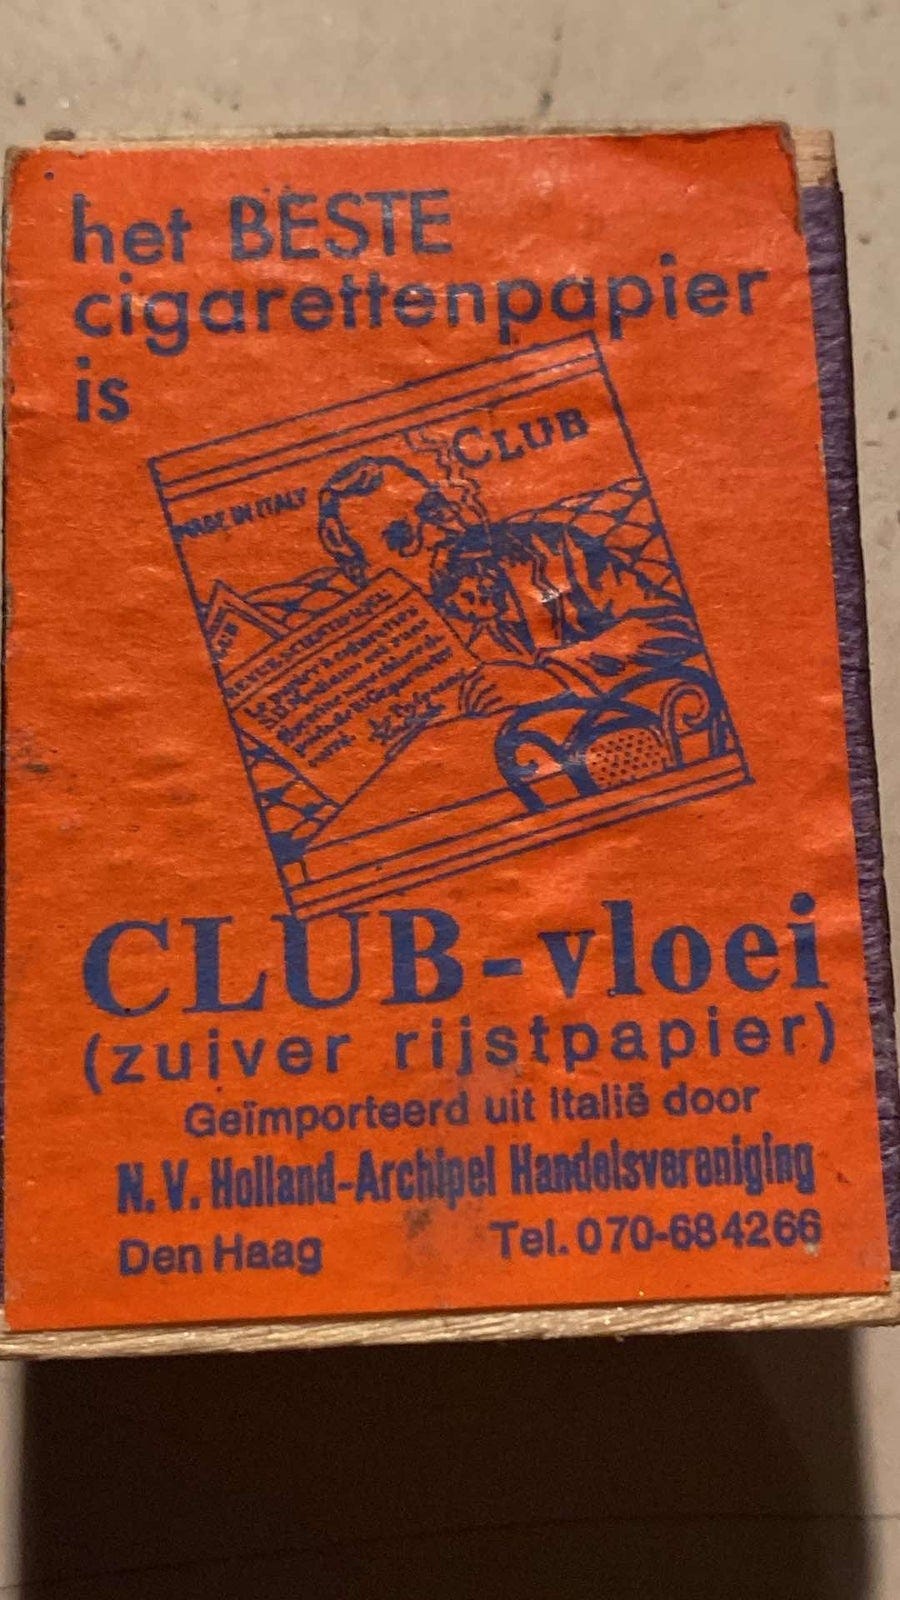 het BESTE
cigarettenpapier
is
CLUB
MADE IN ITALY
CLUB-vloei
(zuiver rijstpapier)
Geïmporteerd uit Italië door
N.V. Holland-Archipel Handelsvereniging
Den Haag Tel. 070-684266